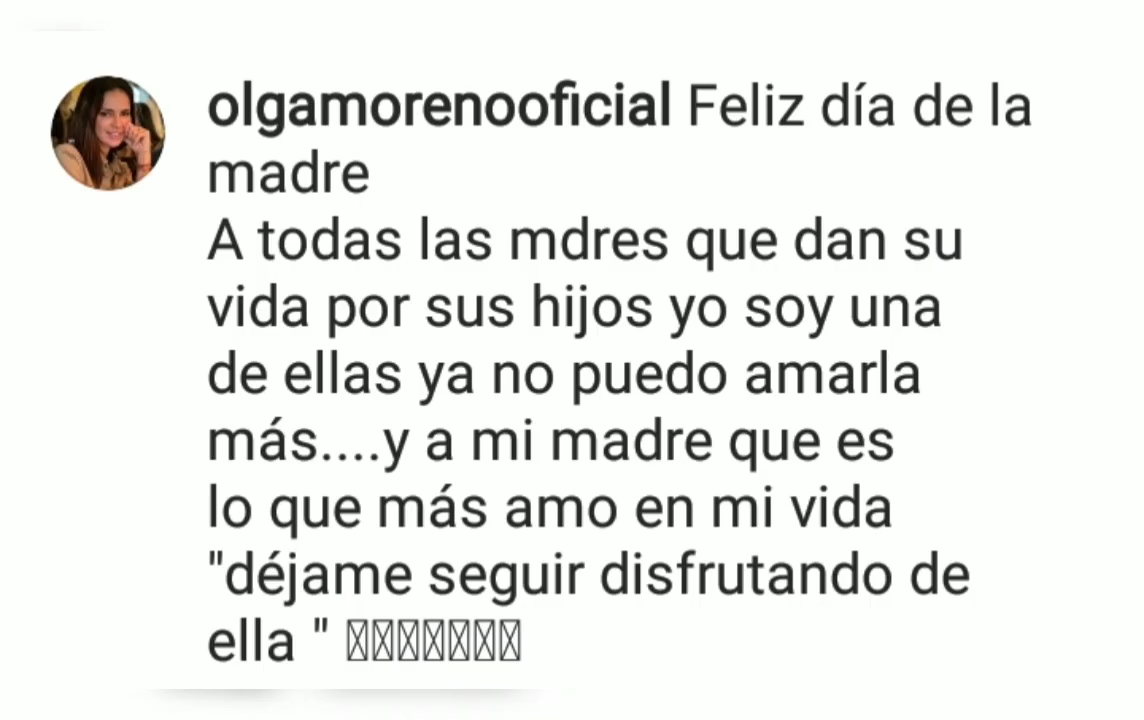 olgamorenooficial Feliz día de la
madre
A todas las mdres que dan su
vida por sus hijos yo soy una
de ellas ya no puedo amarla
más....y a mi madre que es
lo que más amo en mi vida
"déjame seguir disfrutando de
ella "